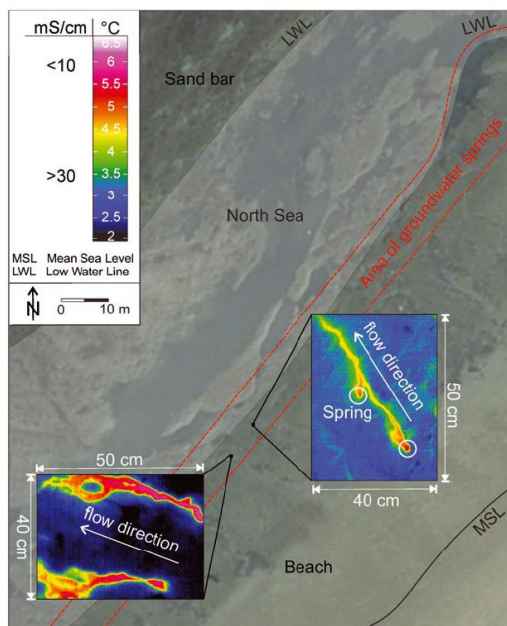 mS/cm °C
6.5
<10 6
5.5
5
4.5
4
>30 3.5
3
2.5
2
MSL Mean Sea Level
LWL Low Water Line
N 0 10 m
LWL
LWL
Sand bar
North Sea
Area of groundwater springs
flow direction
Spring
50 cm
40 cm
50 cm
40 cm
flow direction
Beach
MSL